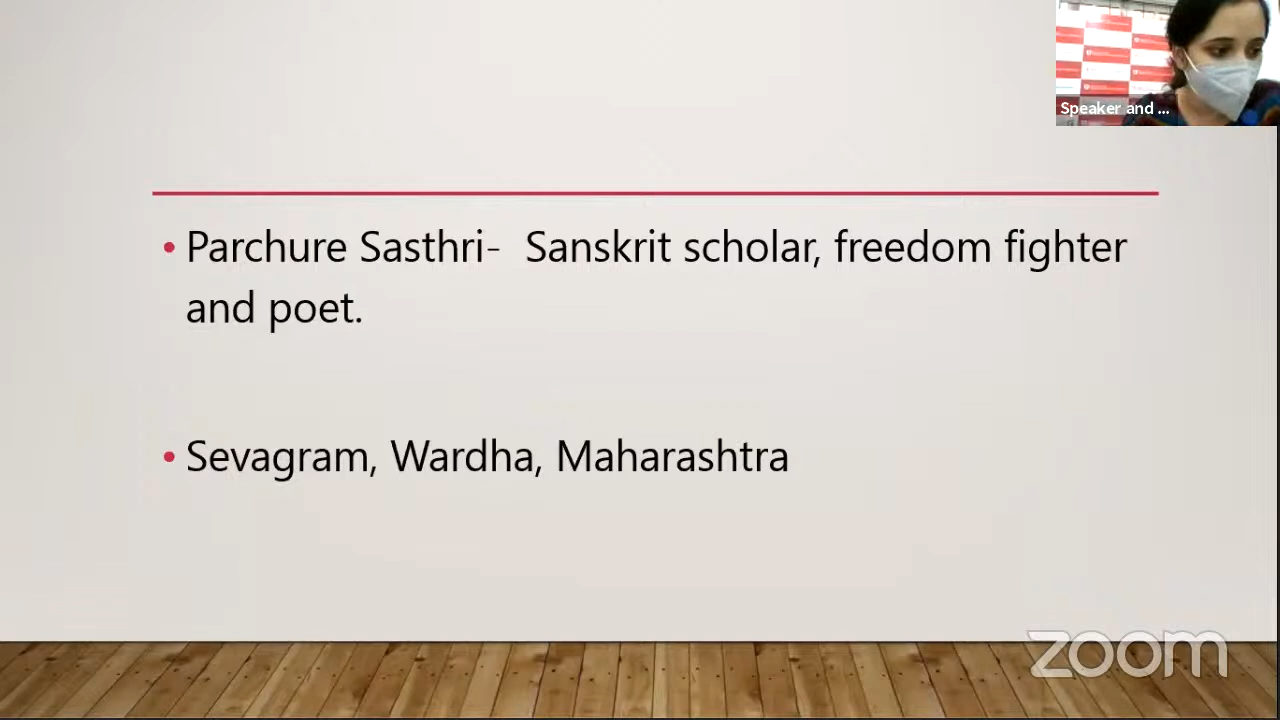 Speaker and ...
• Parchure Sasthri- Sanskrit scholar, freedom fighter
and poet.
• Sevagram, Wardha, Maharashtra
zoom